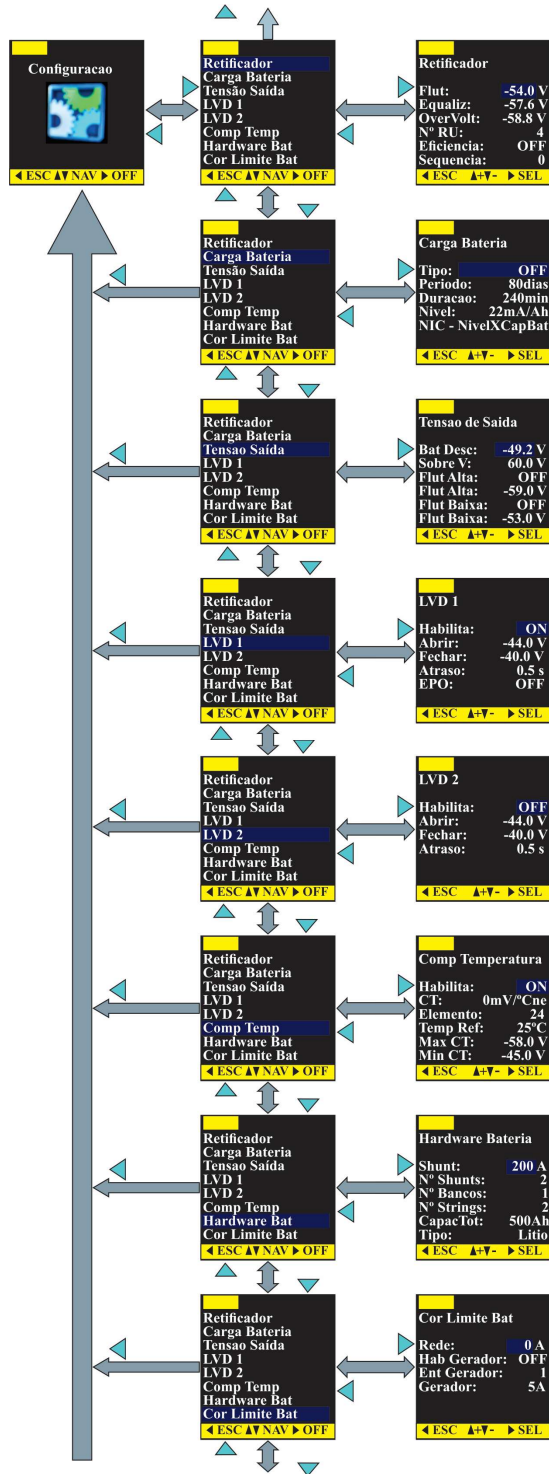 Configuracao
◄ ESC ▲▼ NAV ► OFF
Retificador
Carga Bateria
Tensão Saída
LVD 1
LVD 2
Comp Temp
Hardware Bat
Cor Limite Bat
◄ ESC ▲▼ NAV ► OFF
Retificador
Flut: -54.0 V
Equaliz: -57.6 V
OverVolt: -58.8 V
Nº RU: 4
Eficiencia: OFF
Sequencia: 0
◄ ESC ▲+▼- ► SEL
Retificador
Carga Bateria
Tensão Saída
LVD 1
LVD 2
Comp Temp
Hardware Bat
Cor Limite Bat
◄ ESC ▲▼ NAV ► OFF
Carga Bateria
Tipo: OFF
Periodo: 80dias
Duracao: 240min
Nivel: 22mA/Ah
NIC - NivelXCapBat
◄ ESC ▲+▼- ► SEL
Retificador
Carga Bateria
Tensao Saída
LVD 1
LVD 2
Comp Temp
Hardware Bat
Cor Limite Bat
◄ ESC ▲▼ NAV ► OFF
Tensao de Saida
Bat Desc: -49.2 V
Sobre V: 60.0 V
Flut Alta: OFF
Flut Alta: -59.0 V
Flut Baixa: OFF
Flut Baixa: -53.0 V
◄ ESC ▲+▼- ► SEL
Retificador
Carga Bateria
Tensao Saída
LVD 1
LVD 2
Comp Temp
Hardware Bat
Cor Limite Bat
◄ ESC ▲▼ NAV ► OFF
LVD 1
Habilita: ON
Abrir: -44.0 V
Fechar: -40.0 V
Atraso: 0.5 s
EPO: OFF
◄ ESC ▲+▼- ► SEL
Retificador
Carga Bateria
Tensao Saída
LVD 1
LVD 2
Comp Temp
Hardware Bat
Cor Limite Bat
◄ ESC ▲▼ NAV ► OFF
LVD 2
Habilita: OFF
Abrir: -44.0 V
Fechar: -40.0 V
Atraso: 0.5 s
◄ ESC ▲+▼- ► SEL
Retificador
Carga Bateria
Tensao Saída
LVD 1
LVD 2
Comp Temp
Hardware Bat
Cor Limite Bat
◄ ESC ▲▼ NAV ► OFF
Comp Temperatura
Habilita: ON
CT: 0mV/ºCne
Elemento: 24
Temp Ref: 25ºC
Max CT: -58.0 V
Min CT: -45.0 V
◄ ESC ▲+▼- ► SEL
Retificador
Carga Bateria
Tensao Saída
LVD 1
LVD 2
Comp Temp
Hardware Bat
Cor Limite Bat
◄ ESC ▲▼ NAV ► OFF
Hardware Bateria
Shunt: 200 A
Nº Shunts: 2
Nº Bancos: 1
Nº Strings: 2
CapacTot: 500Ah
Tipo: Litio
◄ ESC ▲+▼- ► SEL
Retificador
Carga Bateria
Tensao Saída
LVD 1
LVD 2
Comp Temp
Hardware Bat
Cor Limite Bat
◄ ESC ▲▼ NAV ► OFF
Cor Limite Bat
Rede: 0 A
Hab Gerador: OFF
Ent Gerador: 1
Gerador: 5A
◄ ESC ▲+▼- ► SEL